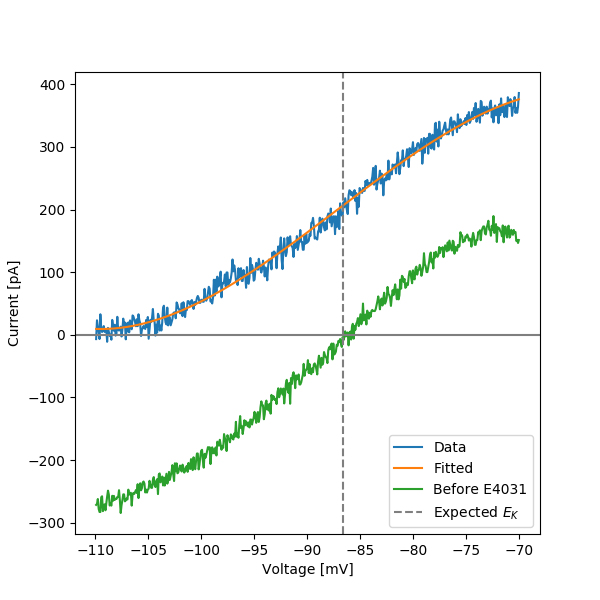 400
300
200
100
0
−100
−200
−300
Current [pA]
Data
Fitted
Before E4031
Expected E_K
−110 −105 −100 −95 −90 −85 −80 −75 −70
Voltage [mV]